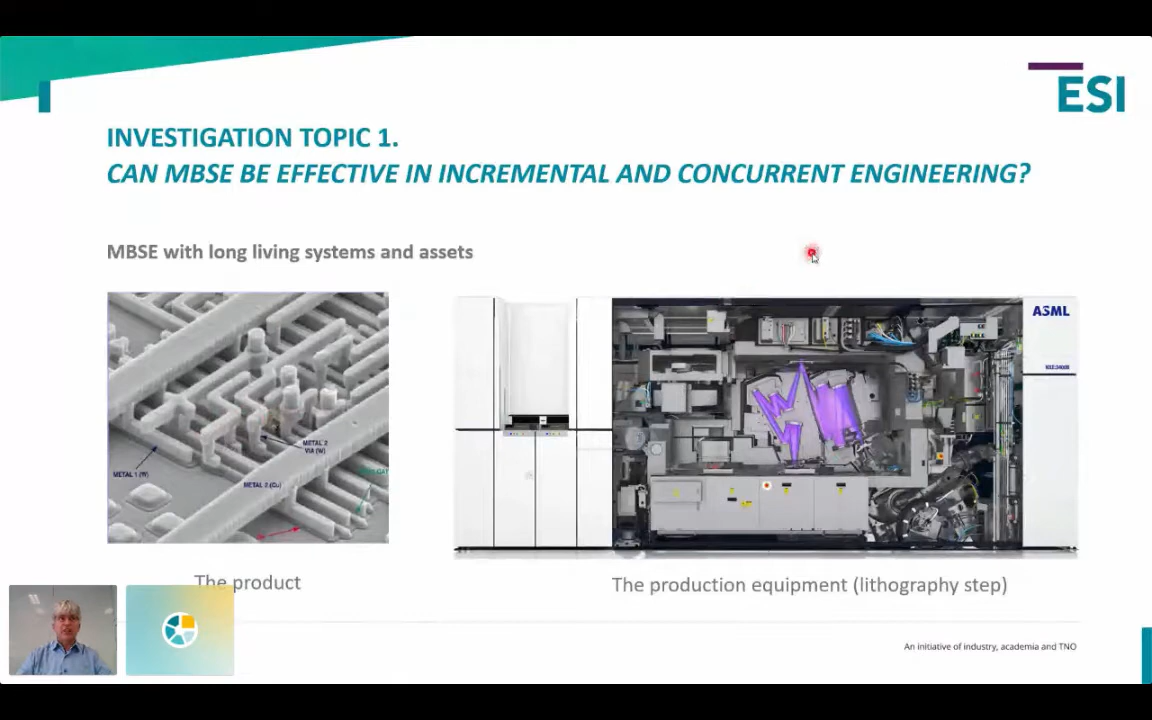 ESI
INVESTIGATION TOPIC 1.
CAN MBSE BE EFFECTIVE IN INCREMENTAL AND CONCURRENT ENGINEERING?
MBSE with long living systems and assets
ASML
METAL 2
VIA (W)
METAL 1 (W)
METAL 3 (Cu)
The product
The production equipment (lithography step)
An initiative of industry, academia and TNO